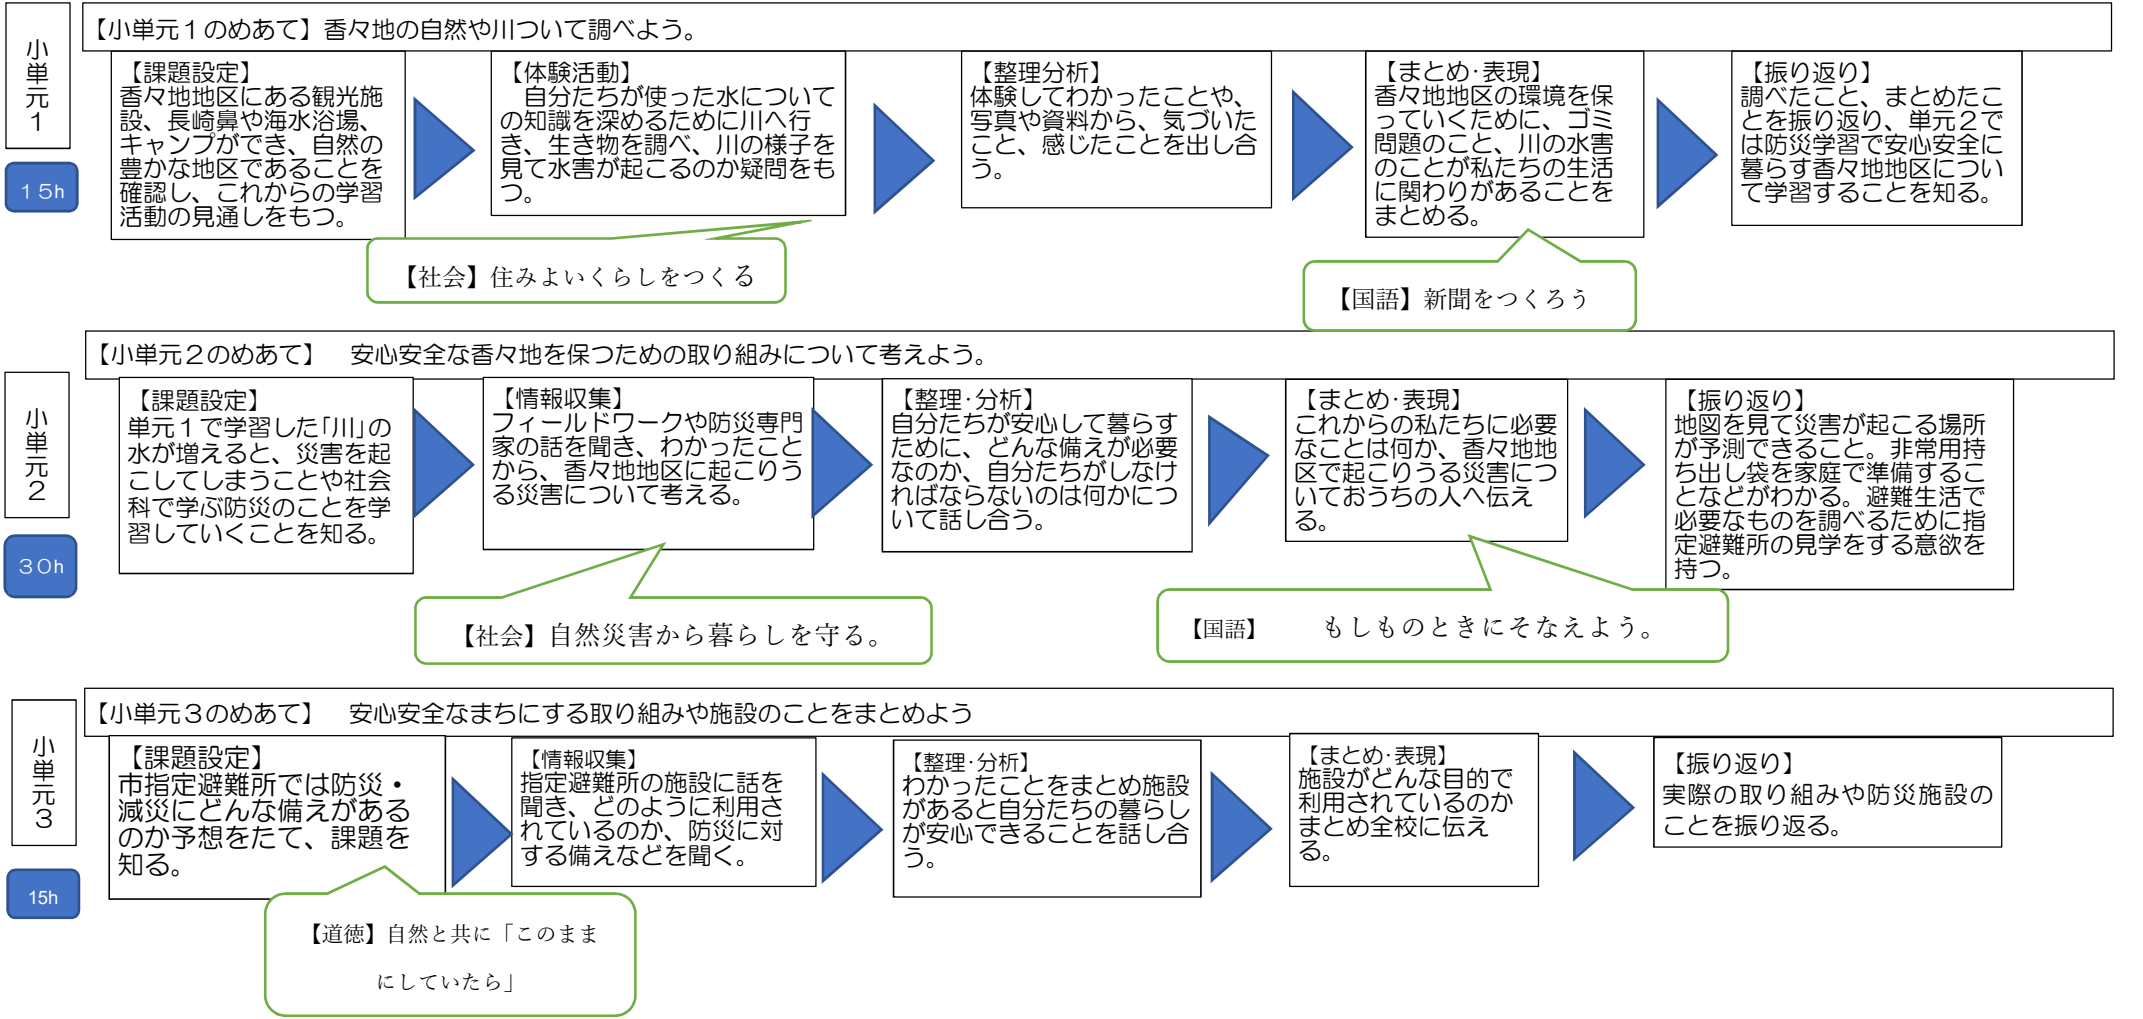 小単元1
15h
【小単元1のめあて】香々地の自然や川ついて調べよう。
【課題設定】
香々地地区にある観光施
設、長崎鼻や海水浴場、
キャンプができ、自然の
豊かな地区であることを
確認し、これからの学習
活動の見通しをもつ。
【体験活動】
自分たちが使った水について
の知識を深めるために川へ行
き、生き物を調べ、川の様子を
見て水害が起こるのか疑問をも
つ。
【整理分析】
体験してわかったことや、
写真や資料から、気づいた
こと、感じたことを出し合
う。
【まとめ・表現】
香々地地区の環境を保
っていくために、ゴミ
問題のこと、川の水害
のことが私たちの生活
に関わりがあることを
まとめる。
【振り返り】
調べたこと、まとめたこ
とを振り返り、単元2で
は防災学習で安心安全に
暮らす香々地地区につい
て学習することを知る。
【社会】住みよいくらしをつくる
【国語】新聞をつくろう
小単元2
30h
【小単元2のめあて】　安心安全な香々地を保つための取り組みについて考えよう。
【課題設定】
単元1で学習した「川」の
水が増えると、災害を起
こしてしまうことや社会
科で学ぶ防災のことを学
習していくことを知る。
【情報収集】
フィールドワークや防災専門
家の話を聞き、わかったこと
から、香々地地区に起こりう
る災害について考える。
【整理・分析】
自分たちが安心して暮らす
ために、どんな備えが必要
なのか、自分たちがしなけ
ればならないのは何かにつ
いて話し合う。
【まとめ・表現】
これからの私たちに必要
なことは何か、香々地地
区で起こりうる災害につ
いておうちの人へ伝え
る。
【振り返り】
地図を見て災害が起こる場所
が予測できること。非常用持
ち出し袋を家庭で準備するこ
となどがわかる。避難生活で
必要なものを調べるために指
定避難所の見学をする意欲を
持つ。
【社会】自然災害から暮らしを守る。
【国語】　もしものときにそなえよう。
小単元3
15h
【小単元3のめあて】　安心安全なまちにする取り組みや施設のことをまとめよう
【課題設定】
市指定避難所では防災・
減災にどんな備えがある
のか予想をたて、課題を
知る。
【情報収集】
指定避難所の施設に話を
聞き、どのように利用さ
れているのか、防災に対
する備えなどを聞く。
【整理・分析】
わかったことをまとめ施設
があると自分たちの暮らし
が安心できることを話し合
う。
【まとめ・表現】
施設がどんな目的で
利用されているのか
まとめ全校に伝え
る。
【振り返り】
実際の取り組みや防災施設の
ことを振り返る。
【道徳】自然と共に「このまま
にしていたら」